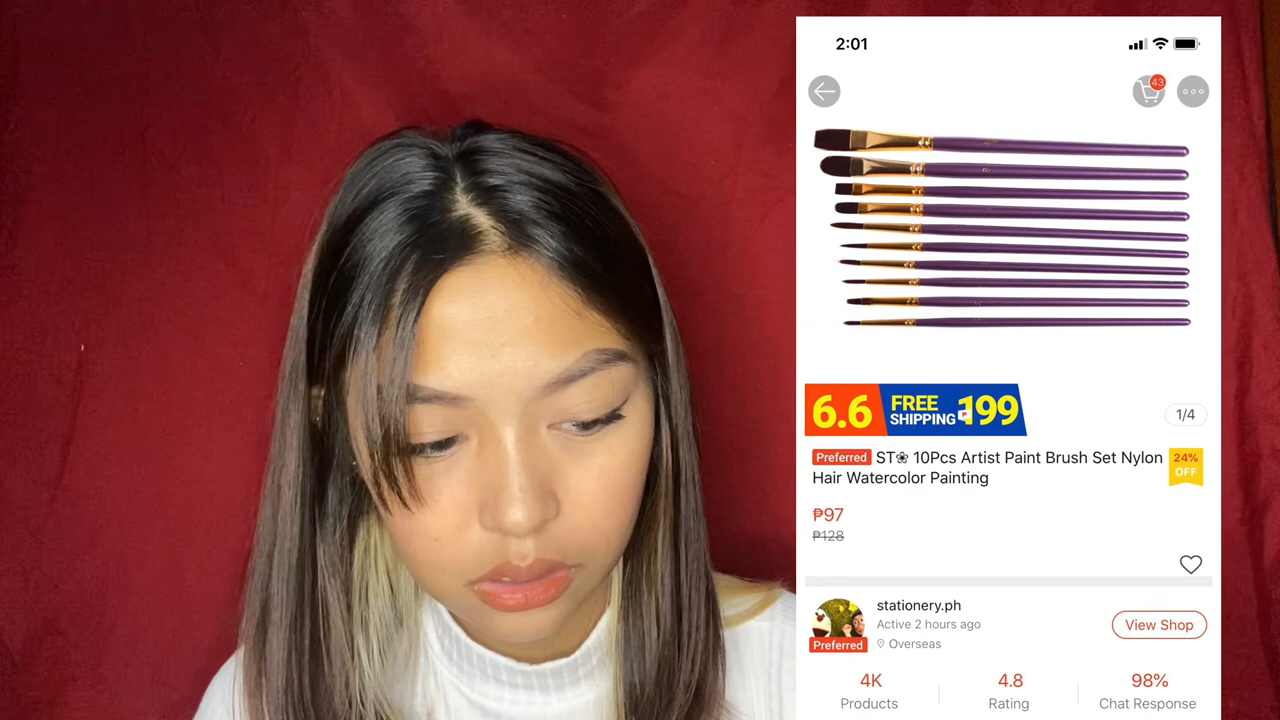 2:01
43
6.6
FREE
SHIPPING ₱199
1/4
Preferred ST❀ 10Pcs Artist Paint Brush Set Nylon
Hair Watercolor Painting
24%
OFF
₱97
₱128
stationery.ph
Active 2 hours ago
View Shop
Preferred
Overseas
4K
4.8
98%
Products
Rating
Chat Response